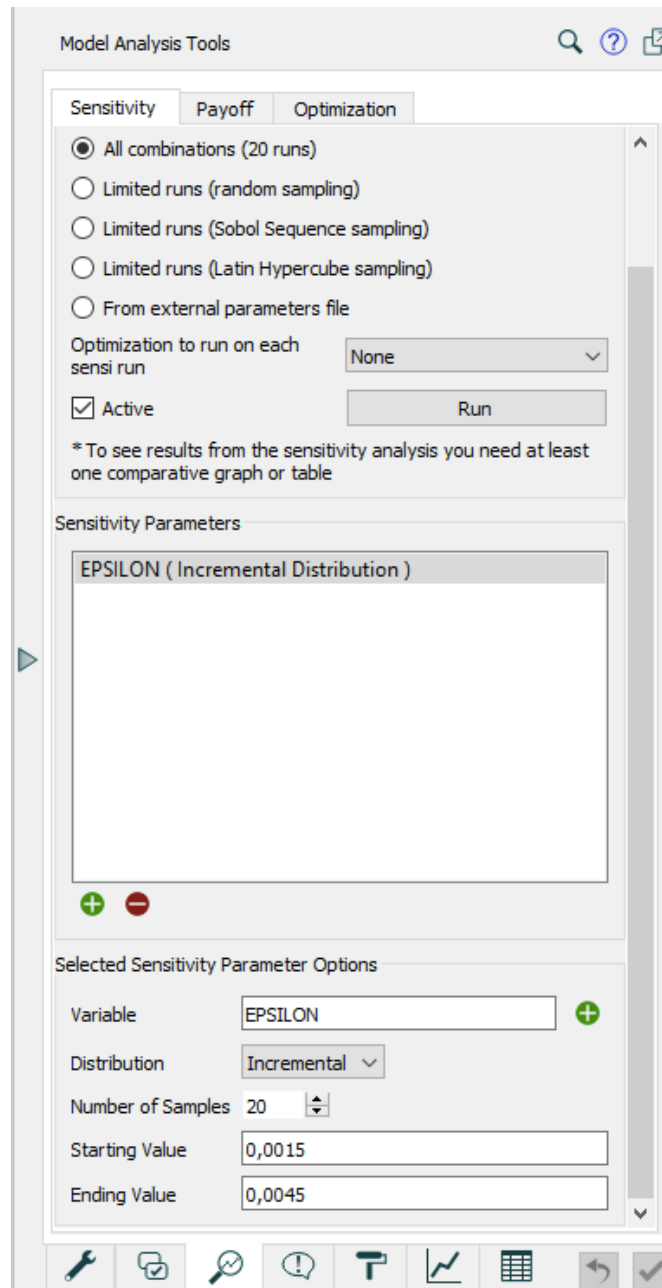 Model Analysis Tools
Sensitivity
Payoff
Optimization
All combinations (20 runs)
Limited runs (random sampling)
Limited runs (Sobol Sequence sampling)
Limited runs (Latin Hypercube sampling)
From external parameters file
Optimization to run on each
sensi run
None
Active
Run
* To see results from the sensitivity analysis you need at least
one comparative graph or table
Sensitivity Parameters
EPSILON ( Incremental Distribution )
Selected Sensitivity Parameter Options
Variable
EPSILON
Distribution
Incremental
Number of Samples
20
Starting Value
0,0015
Ending Value
0,0045